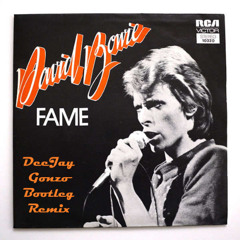 David Bowie
RCA
VICTOR
FAME
DeeJay
Gonzo
Bootleg
Remix